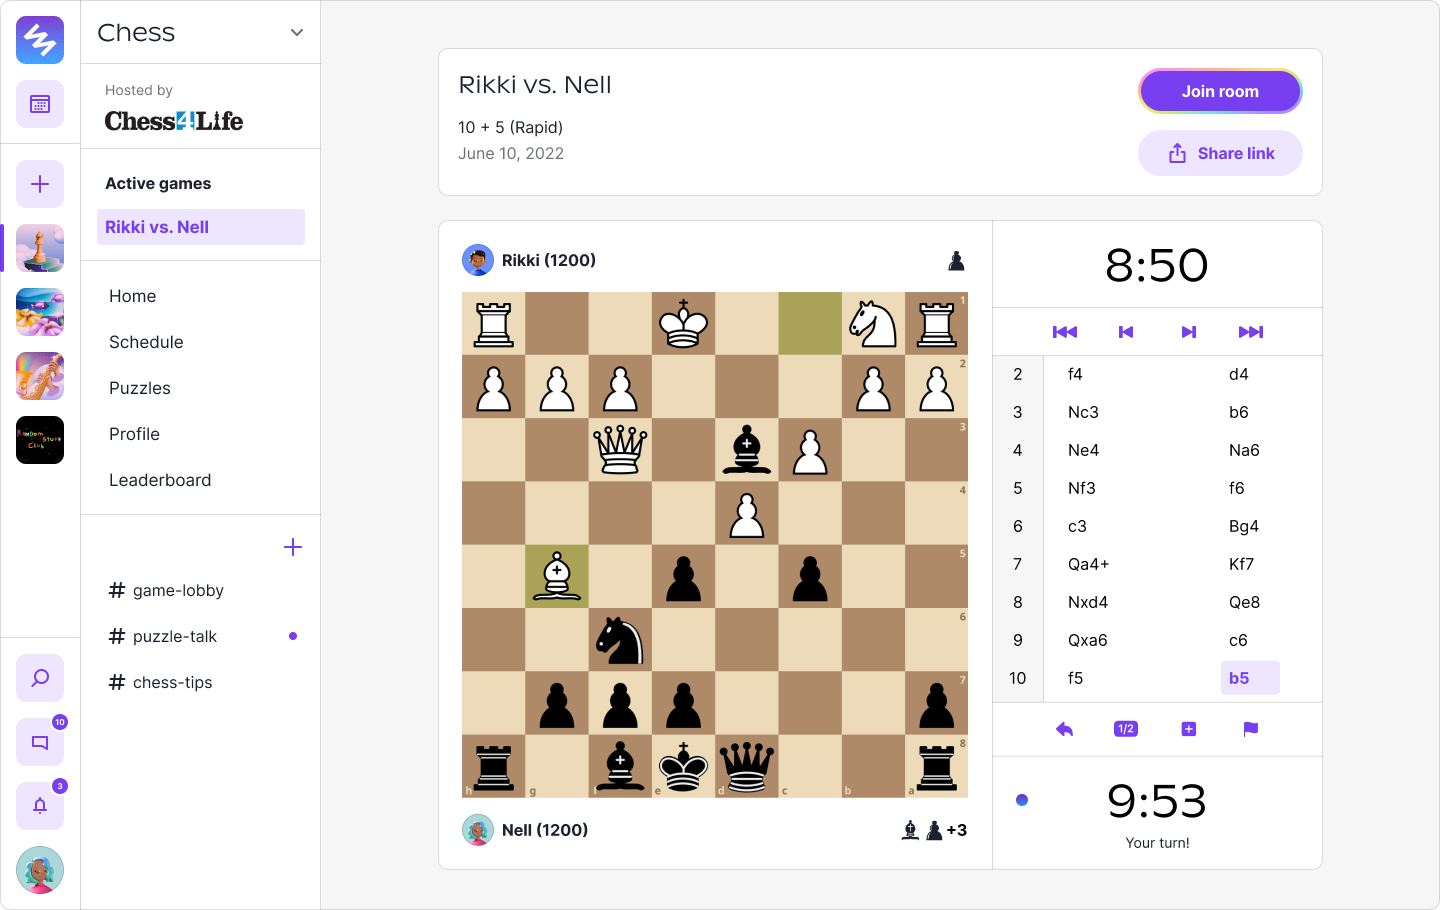 Chess
Hosted by
Chess4Life
Active games
Rikki vs. Nell
Home
Schedule
Puzzles
Profile
Leaderboard
# game-lobby
# puzzle-talk
# chess-tips
Random
Stuff
Club
10
3
Rikki vs. Nell
10 + 5 (Rapid)
June 10, 2022
Join room
Share link
Rikki (1200)
1
2
3
4
5
6
7
8
h g f e d c b a
Nell (1200)
+3
8:50
2 f4 d4
3 Nc3 b6
4 Ne4 Na6
5 Nf3 f6
6 c3 Bg4
7 Qa4+ Kf7
8 Nxd4 Qe8
9 Qxa6 c6
10 f5 b5
1/2
9:53
Your turn!